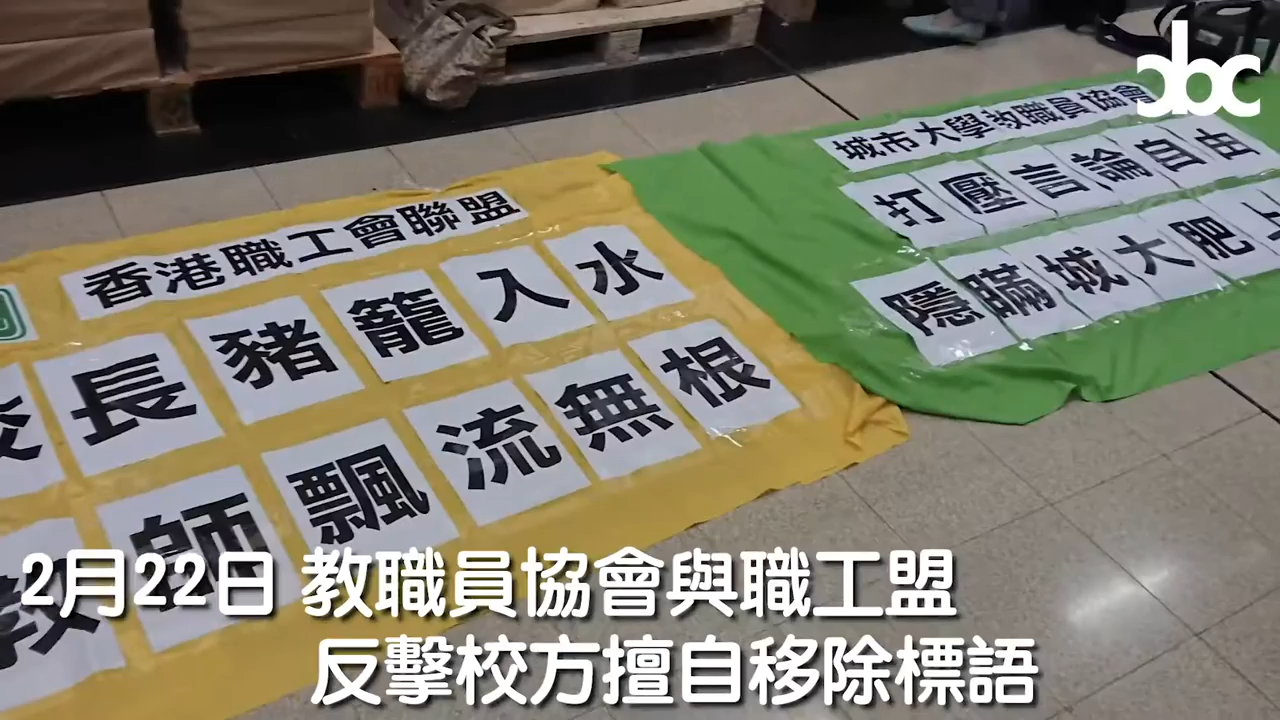 cbc
香港職工會聯盟
校長豬籠入水
教師飄流無根
城市大學教職員協會
打壓言論自由
隱瞞城大肥上
2月22日 教職員協會與職工盟
反擊校方擅自移除標語